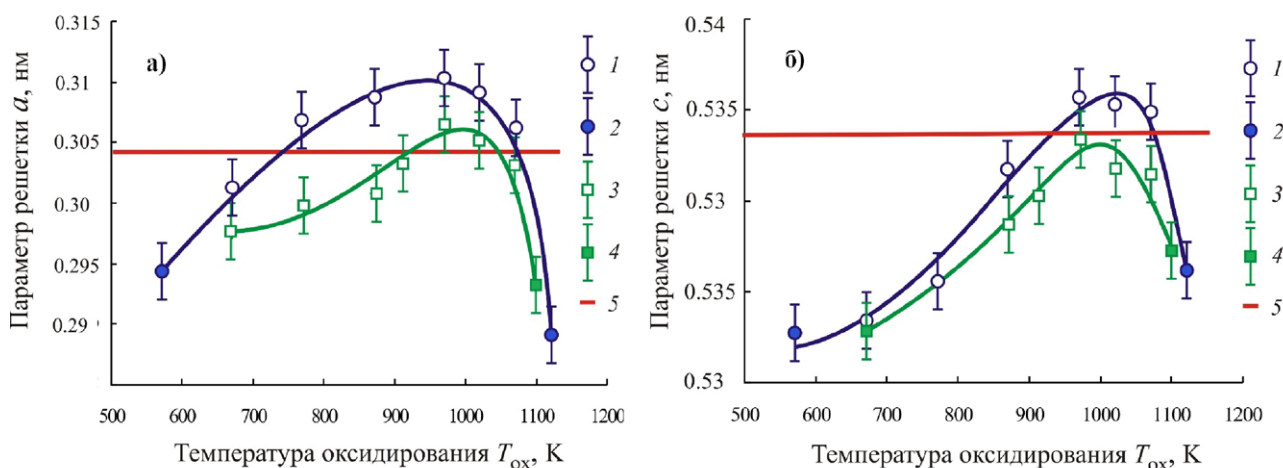 0.315
0.31
0.305
0.30
0.295
0.29
Параметр решетки a, нм
а)
1
2
3
4
5
500 600 700 800 900 1000 1100 1200
Температура оксидирования Tox, K
0.54
0.535
0.53
0.535
0.53
Параметр решетки c, нм
б)
1
2
3
4
5
500 600 700 800 900 1000 1100 1200
Температура оксидирования Tox, K